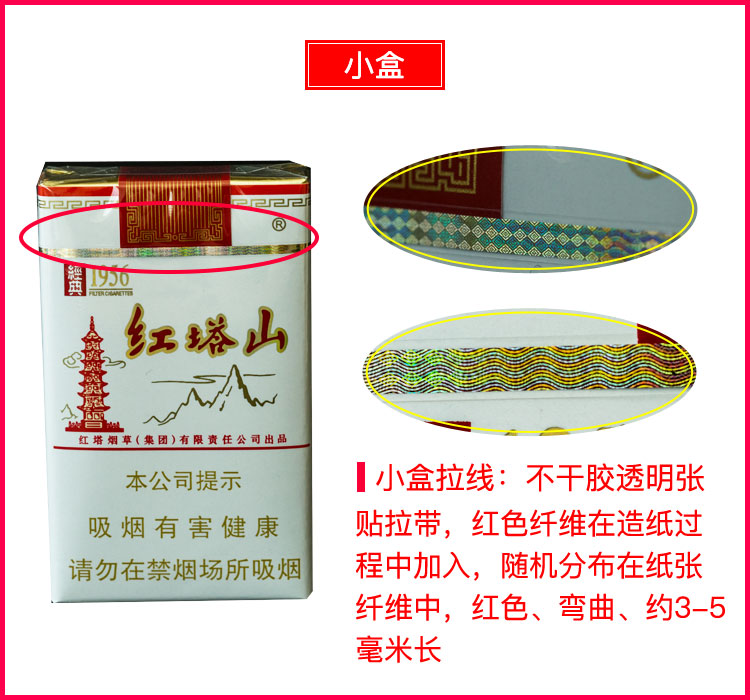 小盒
®
經典
1956
FILTER CIGARETTES
红塔山
红塔烟草(集团)有限责任公司出品
本公司提示
吸烟有害健康
请勿在禁烟场所吸烟
小盒拉线：不干胶透明张
贴拉带，红色纤维在造纸过
程中加入，随机分布在纸张
纤维中，红色、弯曲、约3-5
毫米长